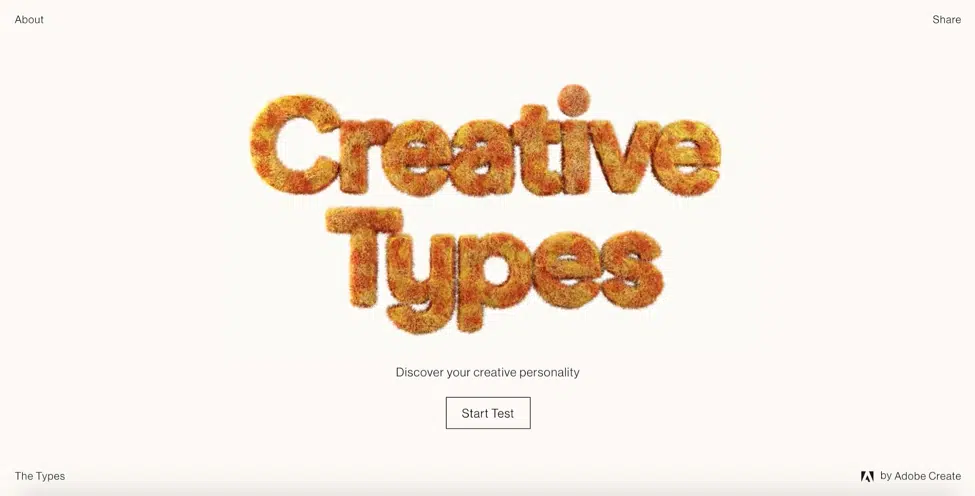 About
Share
Creative
Types
Discover your creative personality
Start Test
The Types
by Adobe Create